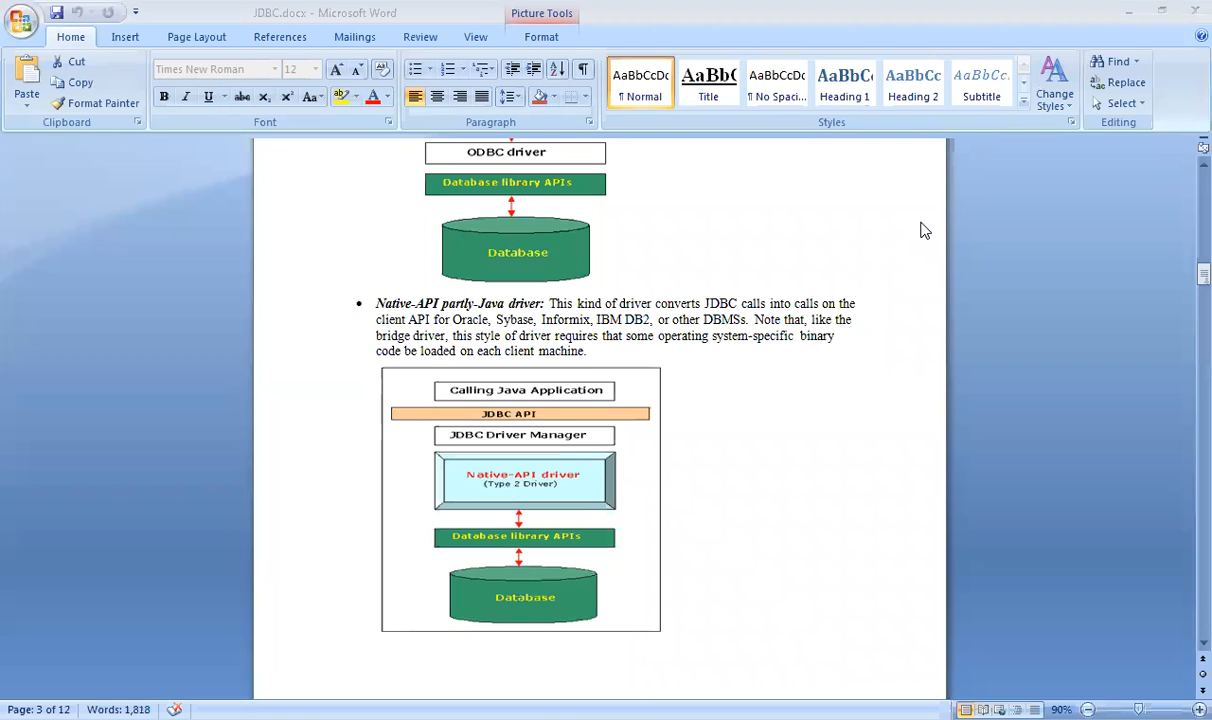 JDBC.docx - Microsoft Word
Picture Tools
Home Insert Page Layout References Mailings Review View Format
Paste
Cut
Copy
Format Painter
Clipboard
Times New Roman 12
B I U abc x₂ x² Aa
Font
Paragraph
AaBbCcDc AaBbC AaBbCcDc AaBbC AaBbCc AaBbCc.
¶ Normal Title ¶ No Spaci... Heading 1 Heading 2 Subtitle
Change
Styles
Styles
Find
Replace
Select
Editing
ODBC driver
Database library APIs
Database
• Native-API partly-Java driver: This kind of driver converts JDBC calls into calls on the
client API for Oracle, Sybase, Informix, IBM DB2, or other DBMSs. Note that, like the
bridge driver, this style of driver requires that some operating system-specific binary
code be loaded on each client machine.
Calling Java Application
JDBC API
JDBC Driver Manager
Native-API driver
(Type 2 Driver)
Database library APIs
Database
Page: 3 of 12 Words: 1,818 90%